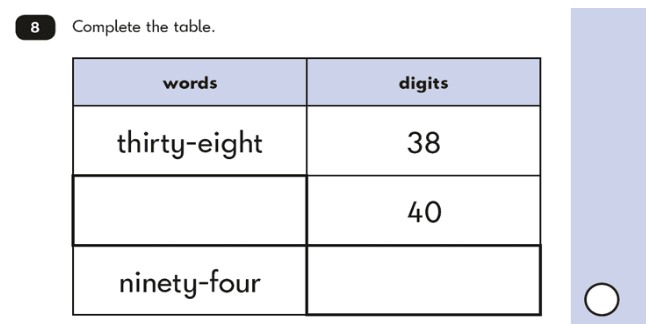 8 Complete the table.
words digits
thirty-eight 38
40
ninety-four